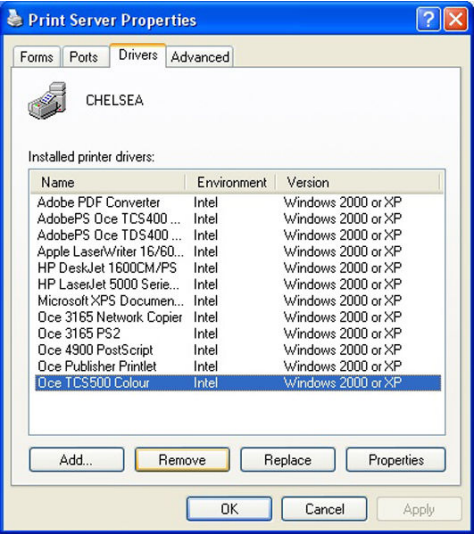 Print Server Properties
Forms Ports Drivers Advanced
CHELSEA
Installed printer drivers:
Name Environment Version
Adobe PDF Converter Intel Windows 2000 or XP
AdobePS Oce TCS400 ... Intel Windows 2000 or XP
AdobePS Oce TDS400 ... Intel Windows 2000 or XP
Apple LaserWriter 16/60... Intel Windows 2000 or XP
HP DeskJet 1600CM/PS Intel Windows 2000 or XP
HP LaserJet 5000 Serie... Intel Windows 2000 or XP
Microsoft XPS Documen... Intel Windows 2000 or XP
Oce 3165 Network Copier Intel Windows 2000 or XP
Oce 3165 PS2 Intel Windows 2000 or XP
Oce 4900 PostScript Intel Windows 2000 or XP
Oce Publisher Printlet Intel Windows 2000 or XP
Oce TCS500 Colour Intel Windows 2000 or XP
Add... Remove Replace Properties
OK Cancel Apply